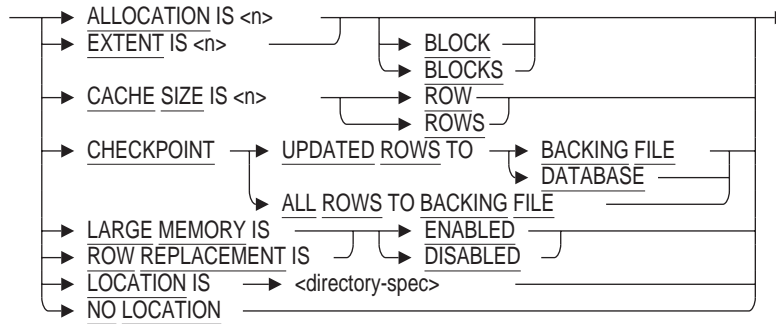 ALLOCATION IS <n>
EXTENT IS <n> BLOCK
BLOCKS
CACHE SIZE IS <n> ROW
ROWS
CHECKPOINT UPDATED ROWS TO BACKING FILE
DATABASE
ALL ROWS TO BACKING FILE
LARGE MEMORY IS ENABLED
ROW REPLACEMENT IS DISABLED
LOCATION IS <directory-spec>
NO LOCATION